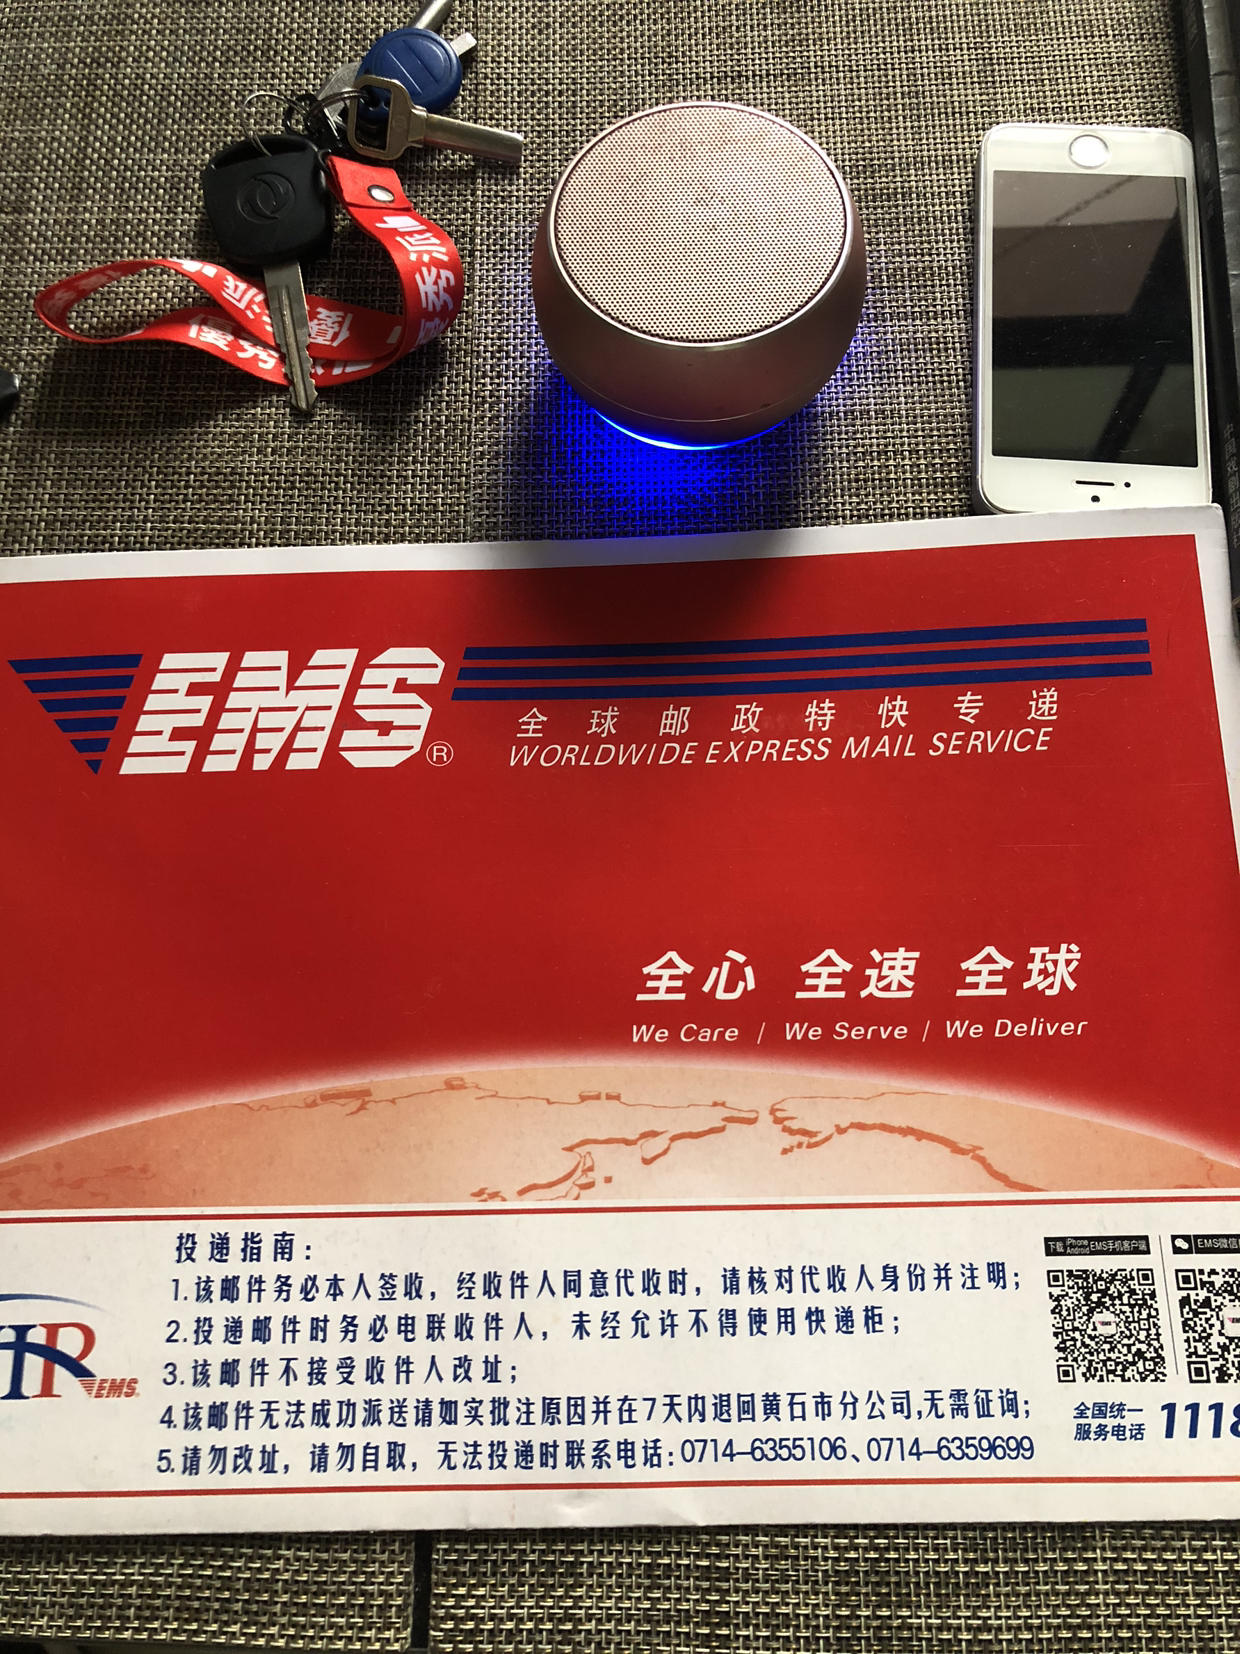 優秀
EMS®
全球邮政特快专递
WORLDWIDE EXPRESS MAIL SERVICE
全心 全速 全球
We Care / We Serve / We Deliver
投递指南:
1.该邮件务必本人签收，经收件人同意代收时，请核对代收人身份并注明;
2.投递邮件时务必电联收件人，未经允许不得使用快递柜;
3.该邮件不接受收件人改址;
4.该邮件无法成功派送请如实批注原因并在7天内退回黄石市分公司,无需征询;
5.请勿改址，请勿自取，无法投递时联系电话:0714-6355106、0714-6359699
HR EMS
下载 iPhone Android EMS手机客户端
EMS微信
全国统一
服务电话 1118